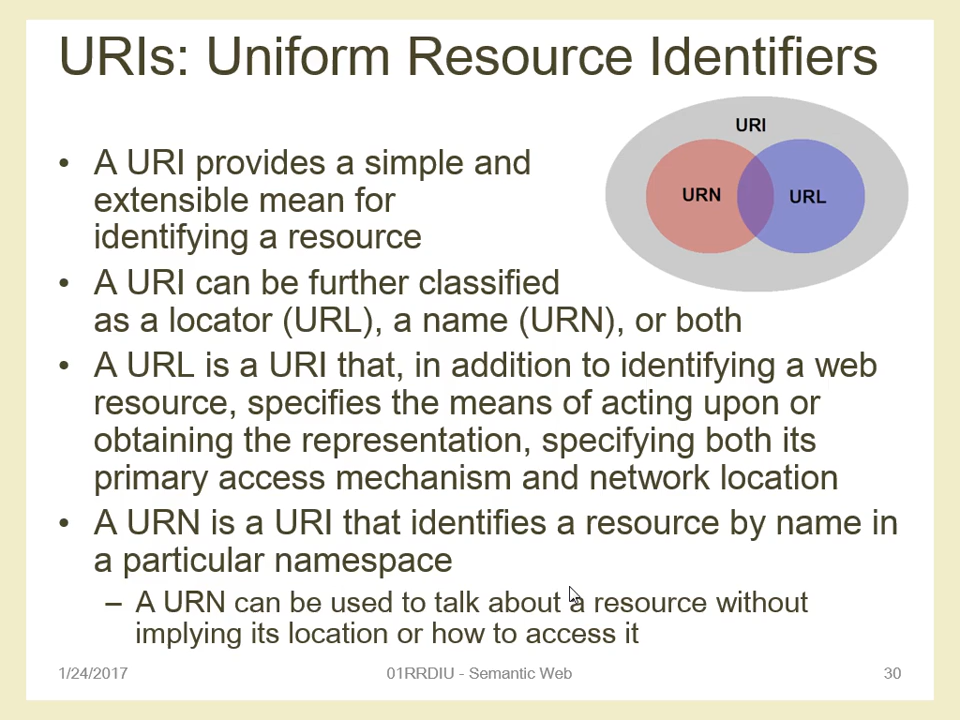 URIs: Uniform Resource Identifiers
URI
URN
URL
• A URI provides a simple and
extensible mean for
identifying a resource
• A URI can be further classified
as a locator (URL), a name (URN), or both
• A URL is a URI that, in addition to identifying a web
resource, specifies the means of acting upon or
obtaining the representation, specifying both its
primary access mechanism and network location
• A URN is a URI that identifies a resource by name in
a particular namespace
– A URN can be used to talk about a resource without
implying its location or how to access it
1/24/2017
01RRDIU - Semantic Web
30